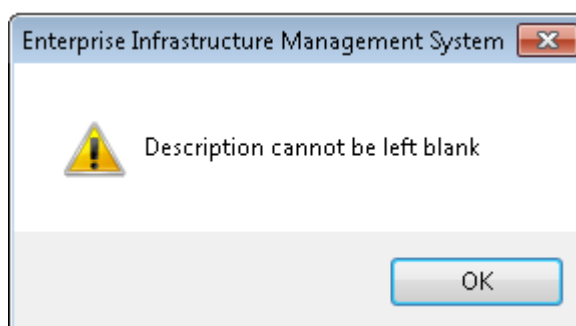 Enterprise Infrastructure Management System
Description cannot be left blank
OK